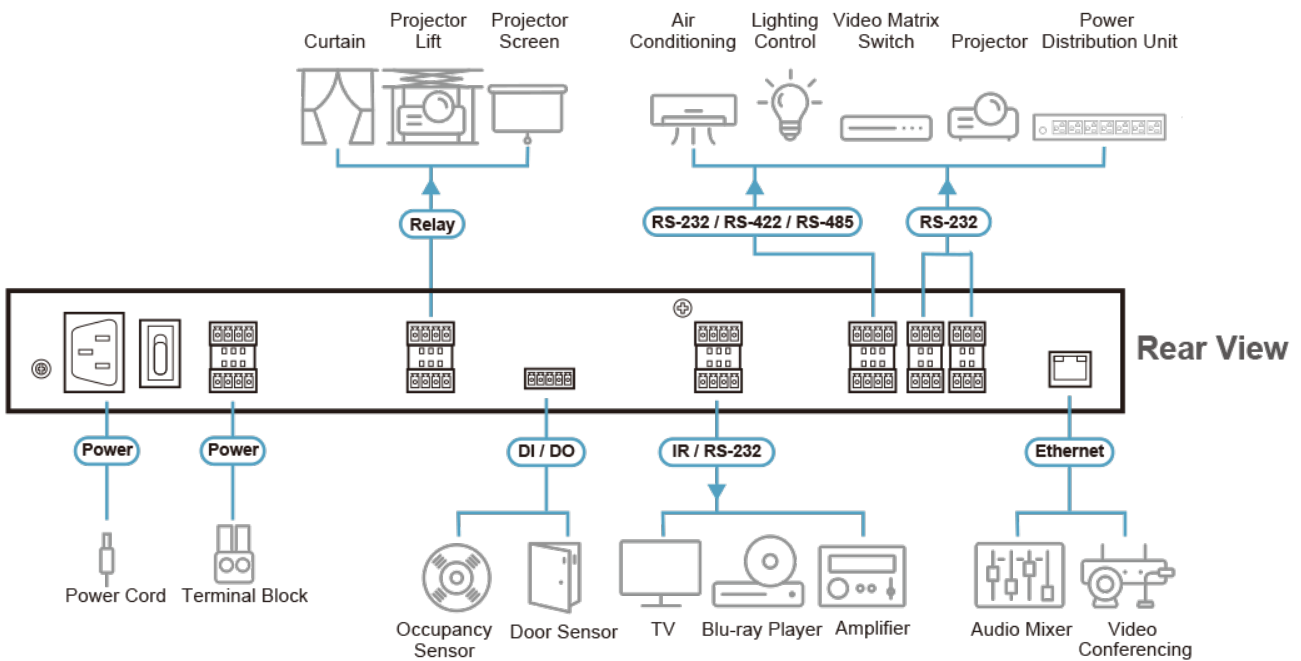 Curtain
Projector
Lift
Projector
Screen
Air
Conditioning
Lighting
Control
Video Matrix
Switch
Projector
Power
Distribution Unit
Relay
RS-232 / RS-422 / RS-485
RS-232
Rear View
Power
Power
DI / DO
IR / RS-232
Ethernet
Power Cord
Terminal Block
Occupancy
Sensor
Door Sensor
TV
Blu-ray Player
Amplifier
Audio Mixer
Video
Conferencing